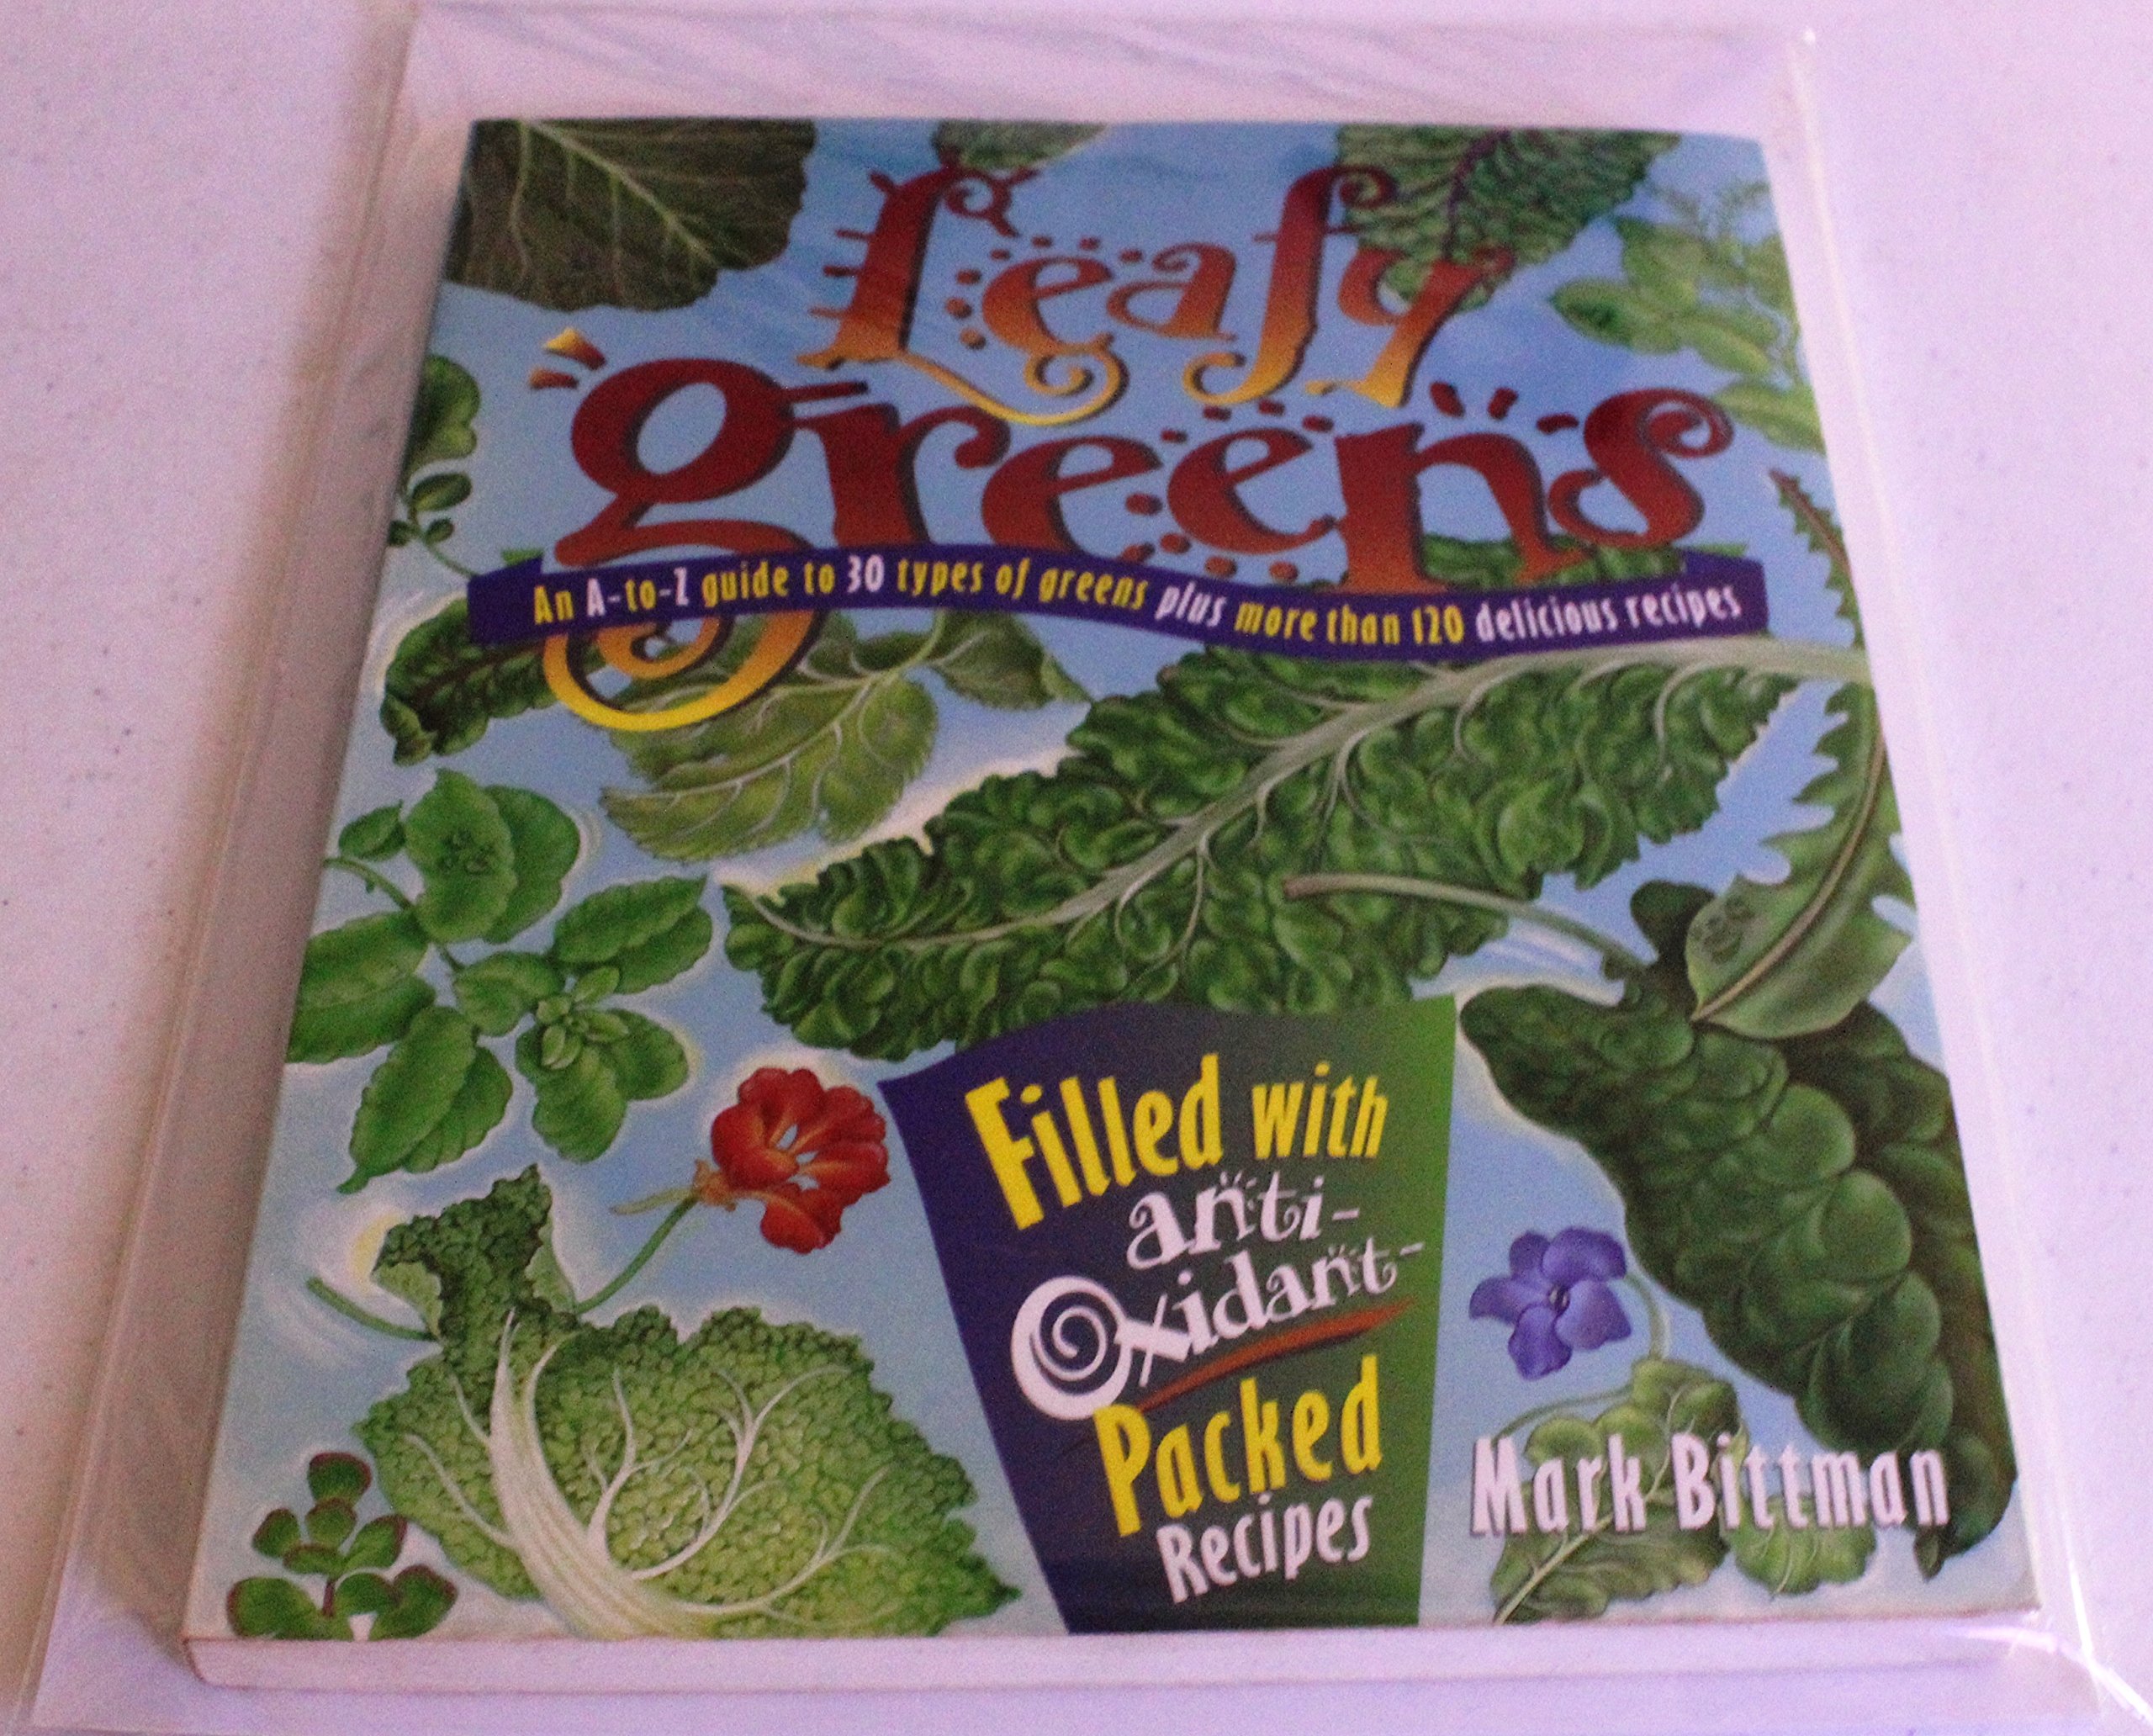 Leafy
greens
An A-to-Z guide to 30 types of greens plus more than 120 delicious recipes
Filled with
anti-
Oxidant-
Packed
Recipes
Mark Bittman